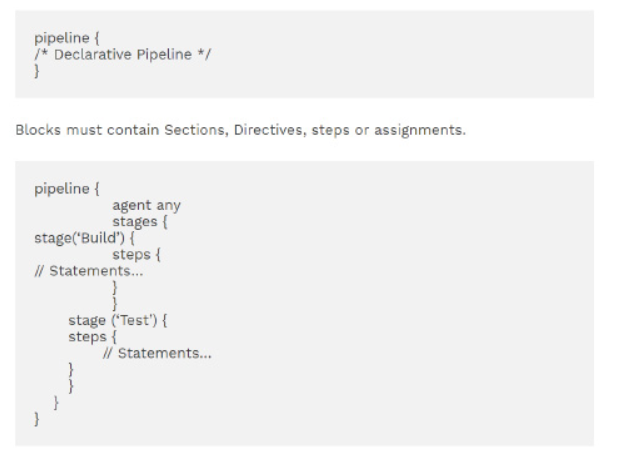 pipeline {
/* Declarative Pipeline */
}
Blocks must contain Sections, Directives, steps or assignments.
pipeline {
agent any
stages {
stage(‘Build’) {
steps {
// Statements...
}
}
stage (‘Test’) {
steps {
// Statements...
}
}
}
}